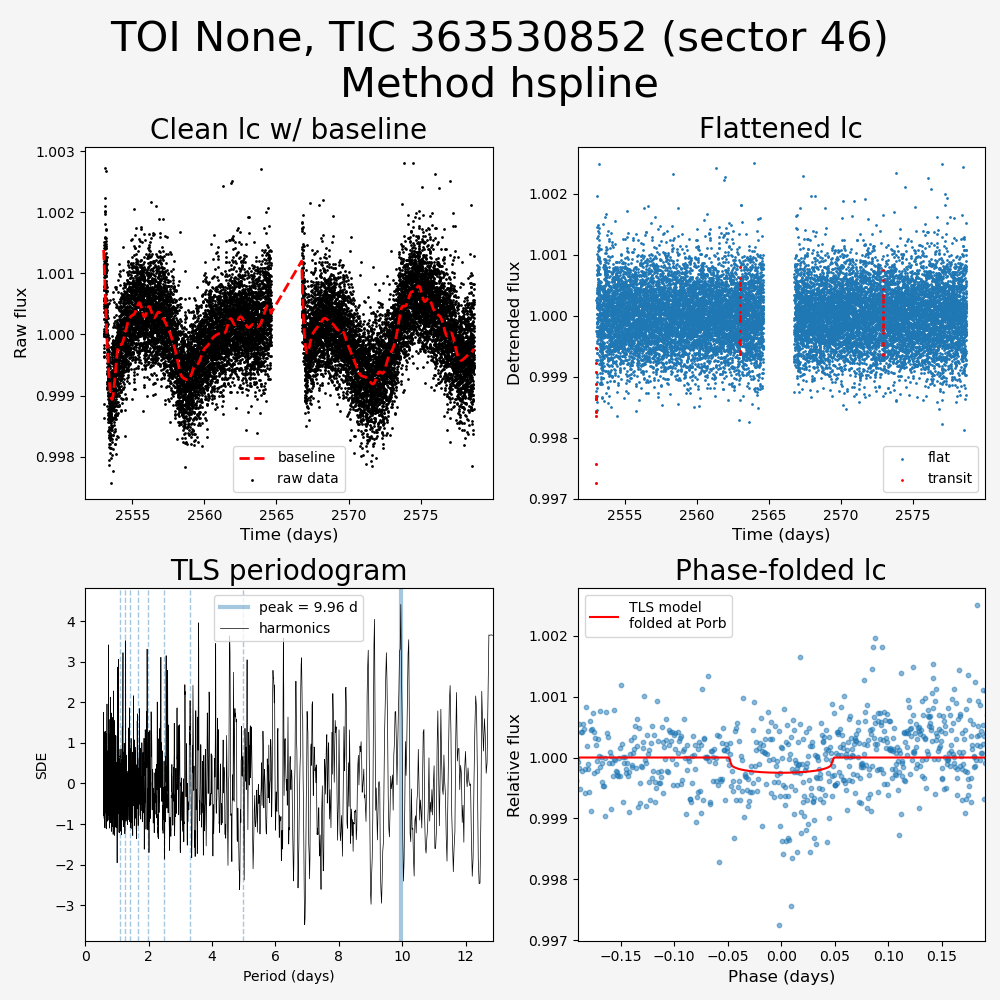 TOI None, TIC 363530852 (sector 46)
Method hspline
Clean lc w/ baseline
1.003
1.002
1.001
1.000
0.999
0.998
Raw flux
baseline
raw data
2555
2560
2565
2570
2575
Time (days)
Flattened lc
1.002
1.001
1.000
0.999
0.998
0.997
Detrended flux
flat
transit
2555
2560
2565
2570
2575
Time (days)
TLS periodogram
4
3
2
1
0
−1
−2
−3
SDE
peak = 9.96 d
harmonics
0
2
4
6
8
10
12
Period (days)
Phase-folded lc
1.002
1.001
1.000
0.999
0.998
0.997
Relative flux
TLS model
folded at Porb
−0.15
−0.10
−0.05
0.00
0.05
0.10
0.15
Phase (days)